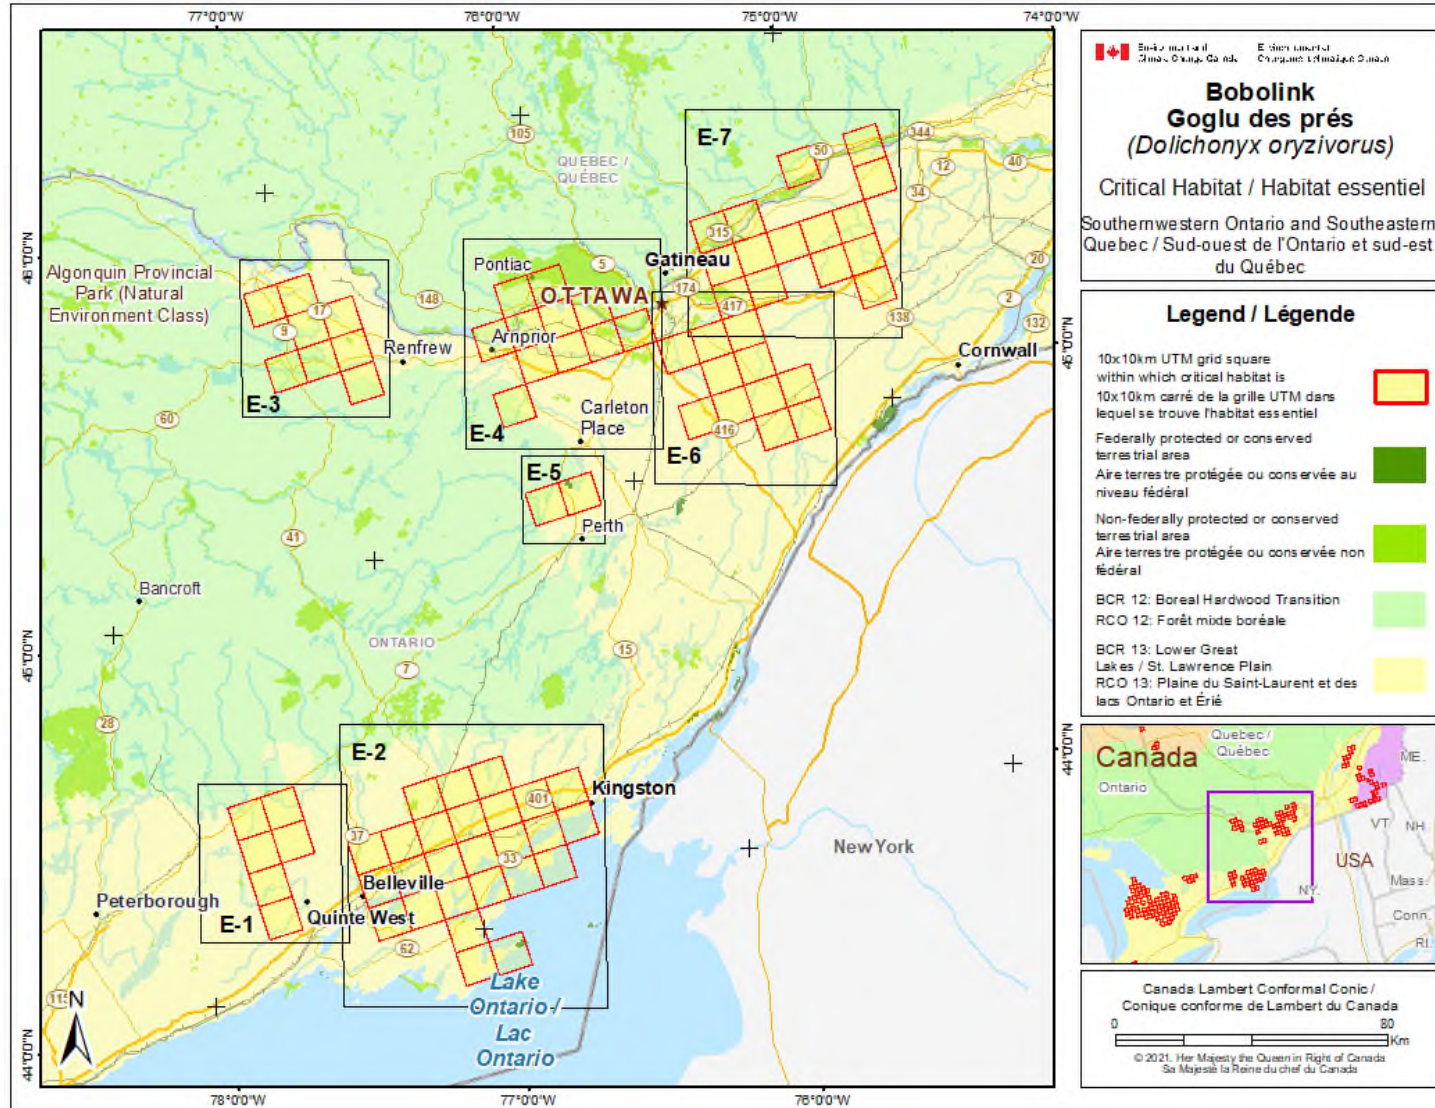 77°0'0"W
76°0'0"W
75°0'0"W
74°0'0"W
46°0'0"N
45°0'0"N
44°0'0"N
46°0'0"N
44°0'0"N
78°0'0"W
77°0'0"W
76°0'0"W
105
QUEBEC /
QUÉBEC
E-7
50
344
12
40
34
315
Algonquin Provincial
Park (Natural
Environment Class)
Pontiac
5
Gatineau
OTTAWA
174
417
20
2
132
138
148
17
9
Renfrew
Arnprior
Cornwall
E-3
E-4
Carleton
Place
416
E-6
60
E-5
Perth
41
Bancroft
ONTARIO
7
15
28
E-2
Kingston
401
37
33
New York
Belleville
Peterborough
E-1
Quinte West
62
Lake
Ontario /
Lac
Ontario
115
N
Bobolink
Goglu des prés
(Dolichonyx oryzivorus)
Critical Habitat / Habitat essentiel
Southernwestern Ontario and Southeastern
Quebec / Sud-ouest de l'Ontario et sud-est
du Québec
Legend / Légende
10x10km UTM grid square
within which critical habitat is
10x10km carré de la grille UTM dans
lequel se trouve l'habitat essentiel
Federally protected or conserved
terrestrial area
Aire terrestre protégée ou conservée au
niveau fédéral
Non-federally protected or conserved
terrestrial area
Aire terrestre protégée ou conservée non
fédéral
BCR 12: Boreal Hardwood Transition
RCO 12: Forêt mixte boréale
BCR 13: Lower Great
Lakes / St. Lawrence Plain
RCO 13: Plaine du Saint-Laurent et des
lacs Ontario et Érié
Canada
Quebec /
Québec
Ontario
ME.
VT.
NH
USA
NY.
Mass.
Conn.
RI.
Canada Lambert Conformal Conic /
Conique conforme de Lambert du Canada
0
80
Km
© 2021. Her Majesty the Queen in Right of Canada
Sa Majesté la Reine du chef du Canada